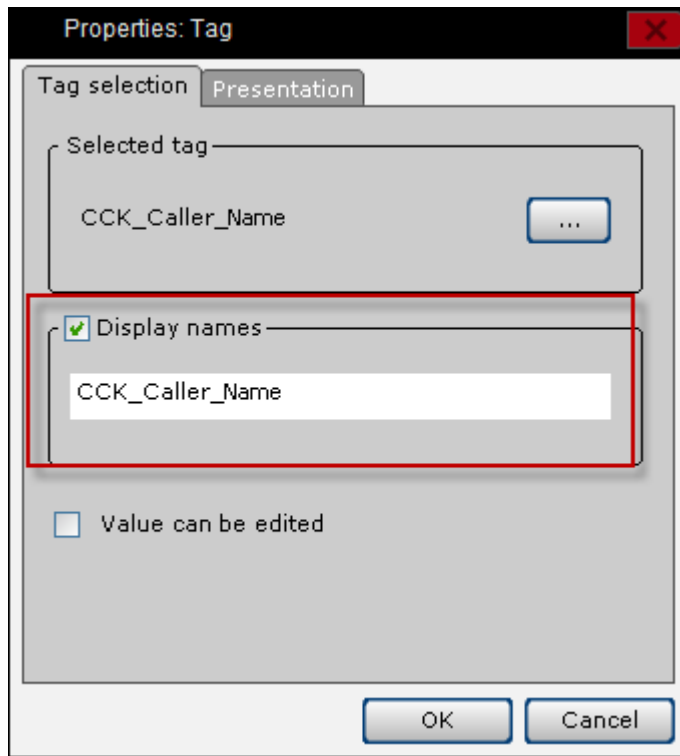 Properties: Tag
Tag selection
Presentation
Selected tag
CCK_Caller_Name
...
Display names
CCK_Caller_Name
Value can be edited
OK
Cancel